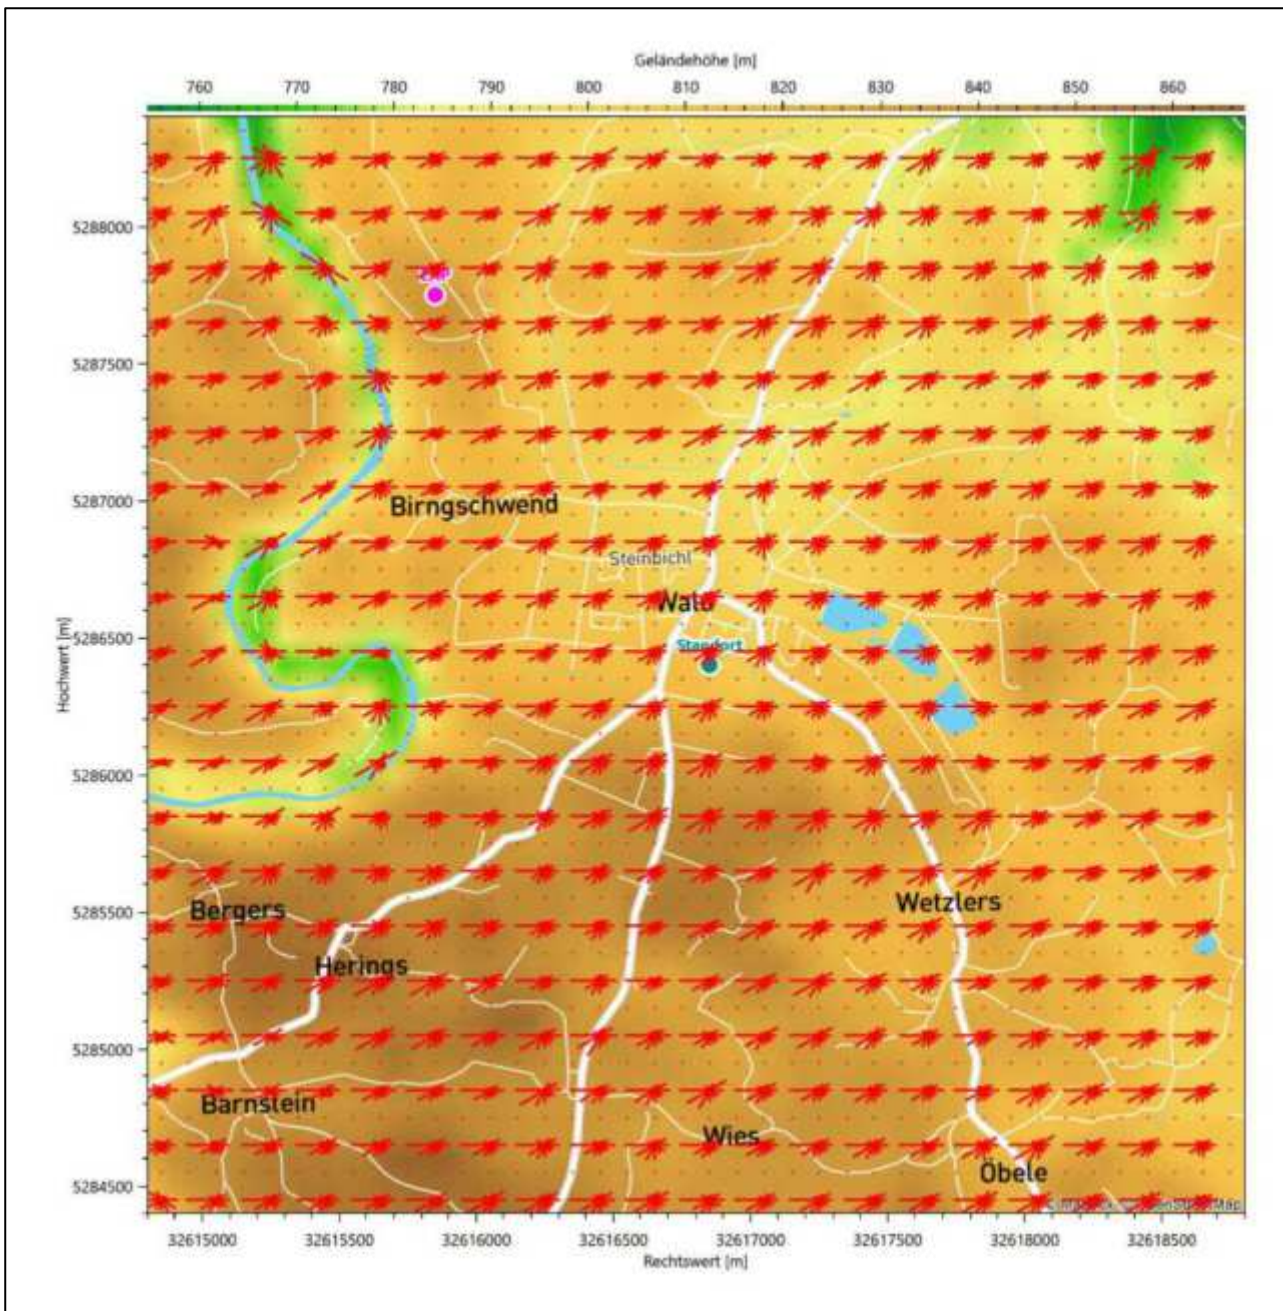 Geländehöhe [m]
760 770 780 790 800 810 820 830 840 850 860
5288000
5287500
5287000
Birngschwend
Steinbichl
Wald
5286500
Standort
Hochwert [m]
5286000
5285500
Bergers
Wetzlers
Herings
5285000
Barnstein
Wies
5284500
Öbele
32615000 32615500 32616000 32616500 32617000 32617500 32618000 32618500
Rechtswert [m]